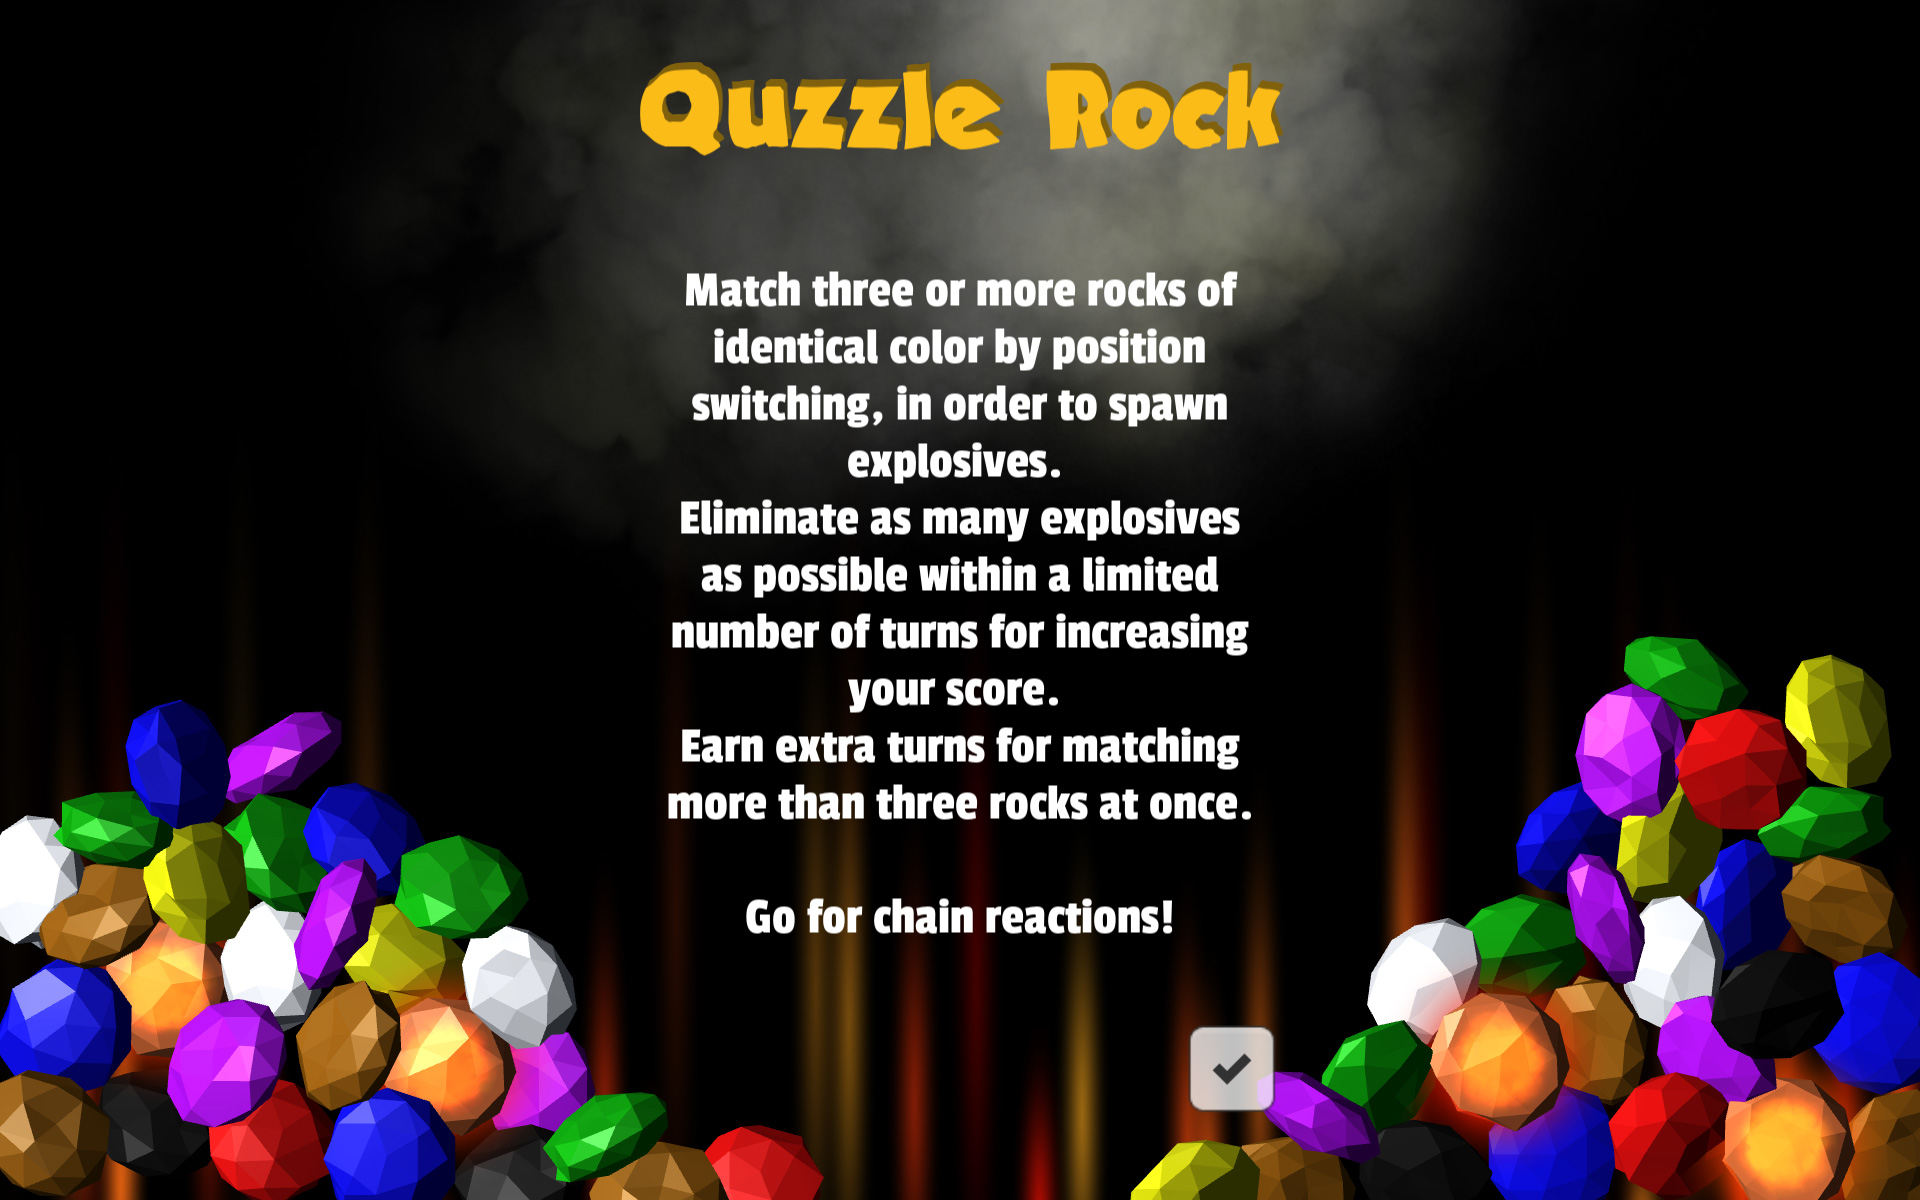 Quzzle Rock
Match three or more rocks of
identical color by position
switching, in order to spawn
explosives.
Eliminate as many explosives
as possible within a limited
number of turns for increasing
your score.
Earn extra turns for matching
more than three rocks at once.
Go for chain reactions!